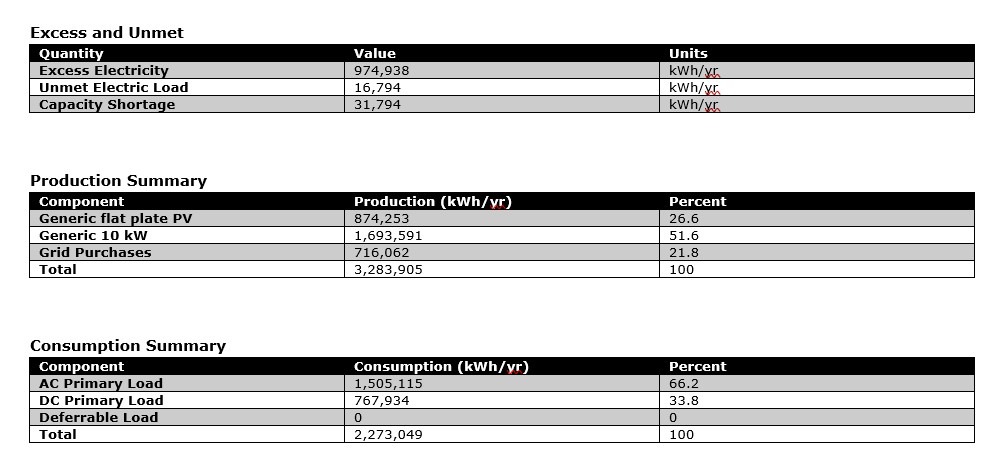 Excess and Unmet
Quantity Value Units
Excess Electricity 974,938 kWh/yr
Unmet Electric Load 16,794 kWh/yr
Capacity Shortage 31,794 kWh/yr
Production Summary
Component Production (kWh/yr) Percent
Generic flat plate PV 874,253 26.6
Generic 10 kW 1,693,591 51.6
Grid Purchases 716,062 21.8
Total 3,283,905 100
Consumption Summary
Component Consumption (kWh/yr) Percent
AC Primary Load 1,505,115 66.2
DC Primary Load 767,934 33.8
Deferrable Load 0 0
Total 2,273,049 100